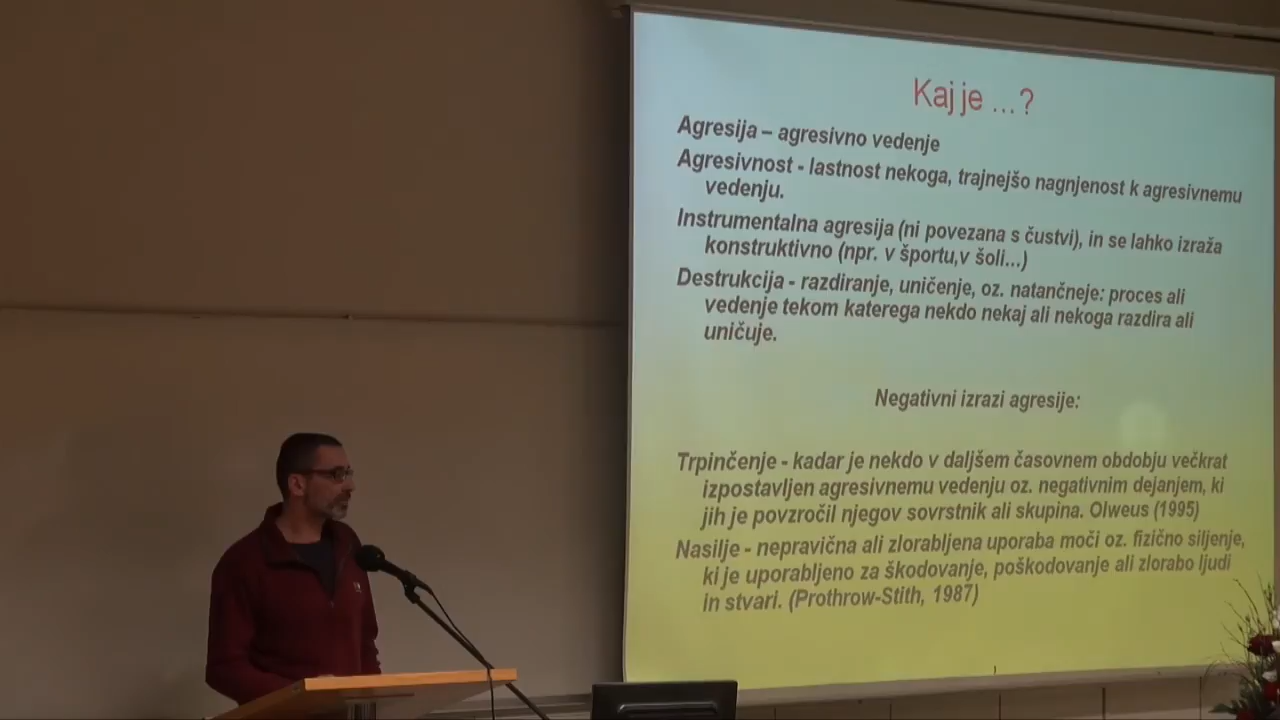 Kaj je ...?
Agresija – agresivno vedenje
Agresivnost - lastnost nekoga, trajnejšo nagnjenost k agresivnemu
vedenju.
Instrumentalna agresija (ni povezana s čustvi), in se lahko izraža
konstruktivno (npr. v športu,v šoli...)
Destrukcija - razdiranje, uničenje, oz. natančneje: proces ali
vedenje tekom katerega nekdo nekaj ali nekoga razdira ali
uničuje.
Negativni izrazi agresije:
Trpinčenje - kadar je nekdo v daljšem časovnem obdobju večkrat
izpostavljen agresivnemu vedenju oz. negativnim dejanjem, ki
jih je povzročil njegov sovrstnik ali skupina. Olweus (1995)
Nasilje - nepravična ali zlorabljena uporaba moči oz. fizično siljenje,
ki je uporabljeno za škodovanje, poškodovanje ali zlorabo ljudi
in stvari. (Prothrow-Stith, 1987)